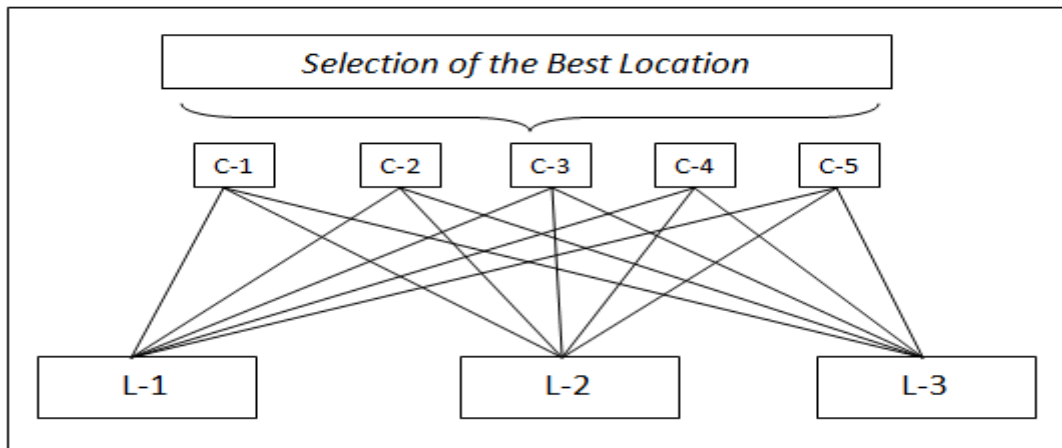 Selection of the Best Location
C-1 C-2 C-3 C-4 C-5
L-1 L-2 L-3